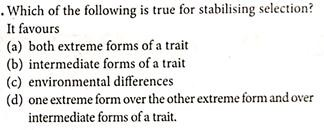 . Which of the following is true for stabilising selection?
It favours
(a) both extreme forms of a trait
(b) intermediate forms of a trait
(c) environmental differences
(d) one extreme form over the other extreme form and over
intermediate forms of a trait.